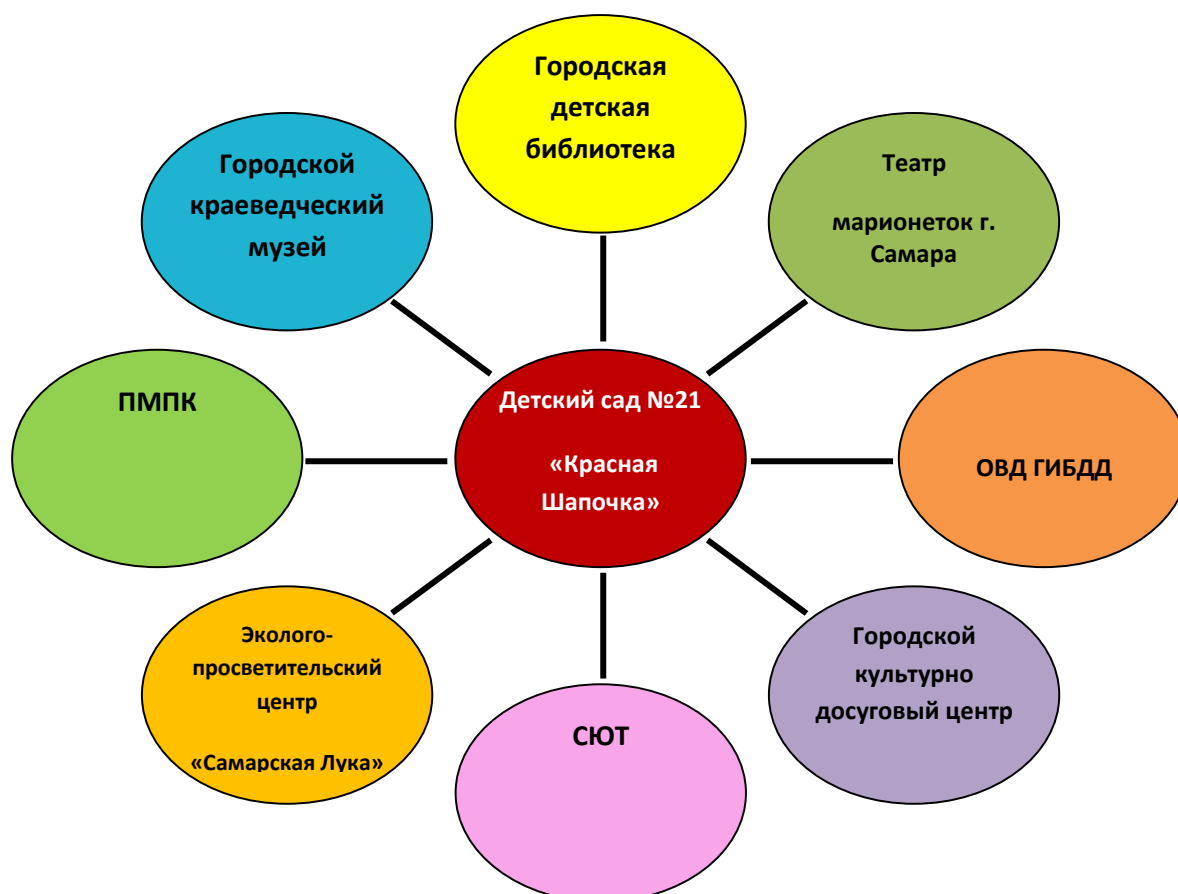 Городская
детская
библиотека
Городской
краеведческий
музей
Театр
марионеток г.
Самара
ПМПК
Детский сад №21
«Красная
Шапочка»
ОВД ГИБДД
Эколого-
просветительский
центр
«Самарская Лука»
СЮТ
Городской
культурно
досуговый центр